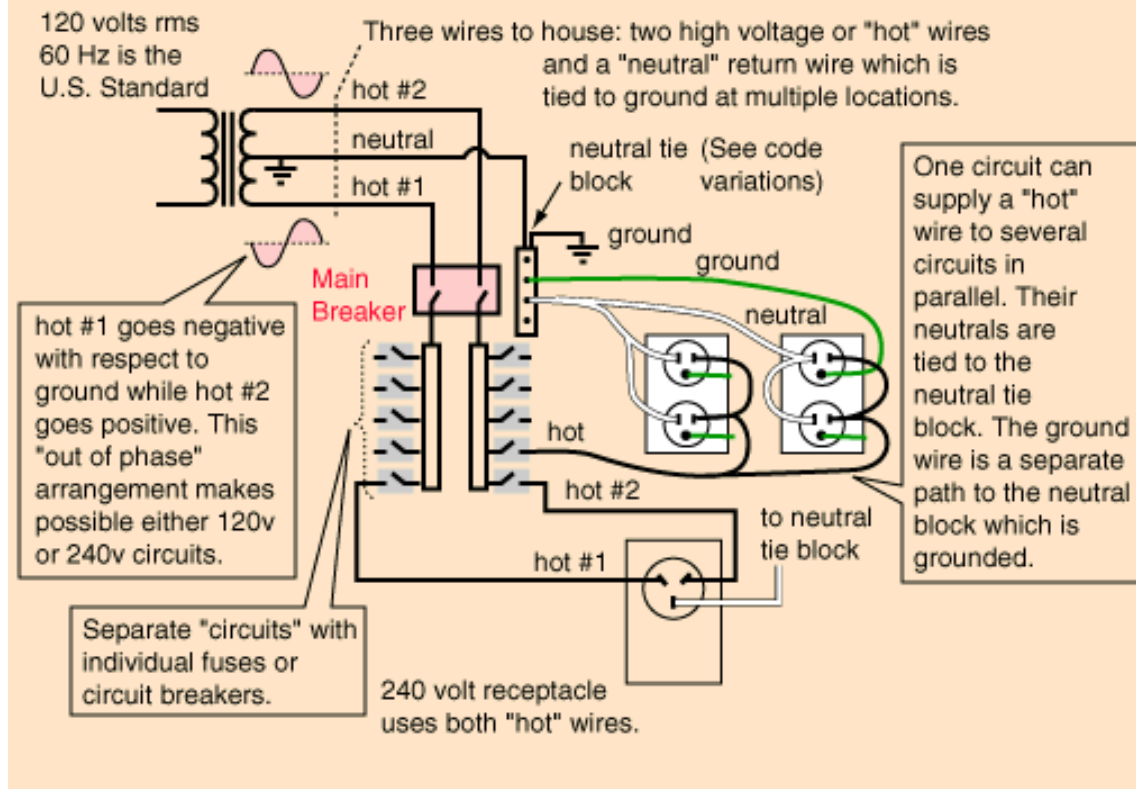 120 volts rms
60 Hz is the
U.S. Standard
Three wires to house: two high voltage or "hot" wires
and a "neutral" return wire which is
tied to ground at multiple locations.
hot #2
neutral
hot #1
neutral tie (See code
block variations)
ground
ground
neutral
Main
Breaker
hot #1 goes negative
with respect to
ground while hot #2
goes positive. This
"out of phase"
arrangement makes
possible either 120v
or 240v circuits.
One circuit can
supply a "hot"
wire to several
circuits in
parallel. Their
neutrals are
tied to the
neutral tie
block. The ground
wire is a separate
path to the neutral
block which is
grounded.
hot
hot #2
hot #1
to neutral
tie block
Separate "circuits" with
individual fuses or
circuit breakers.
240 volt receptacle
uses both "hot" wires.